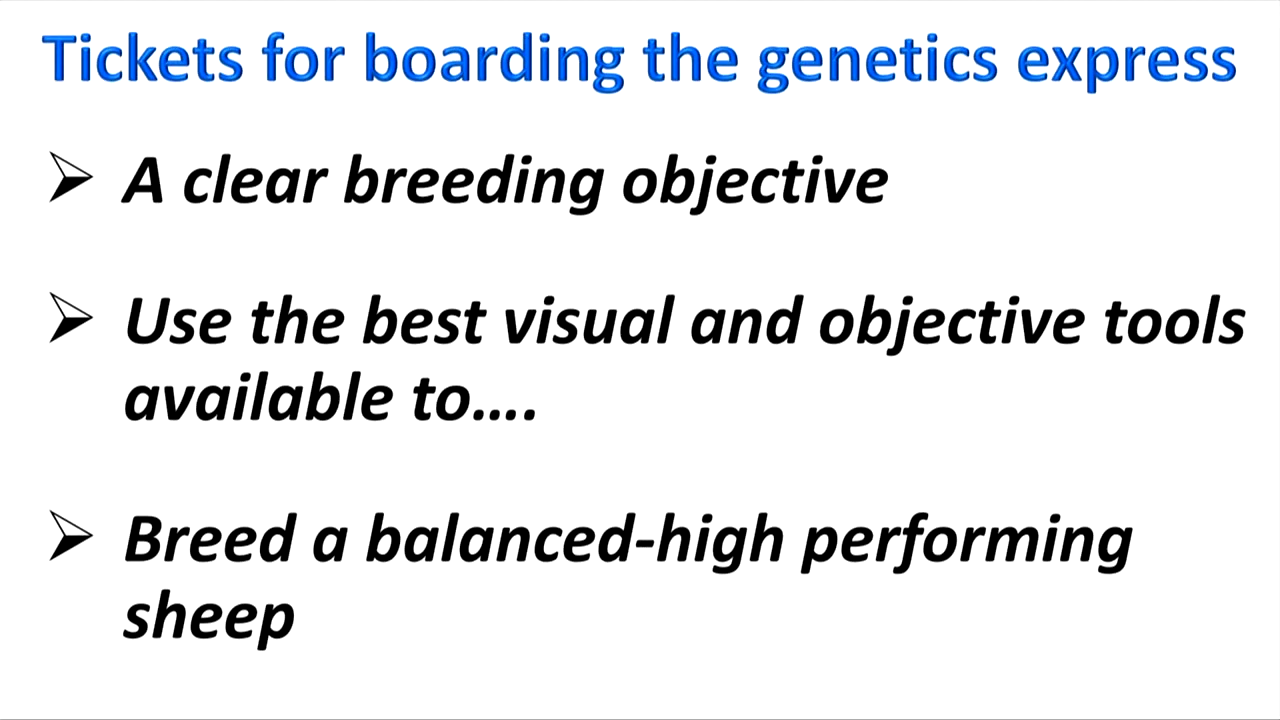 Tickets for boarding the genetics express
A clear breeding objective
Use the best visual and objective tools
available to....
Breed a balanced-high performing
sheep